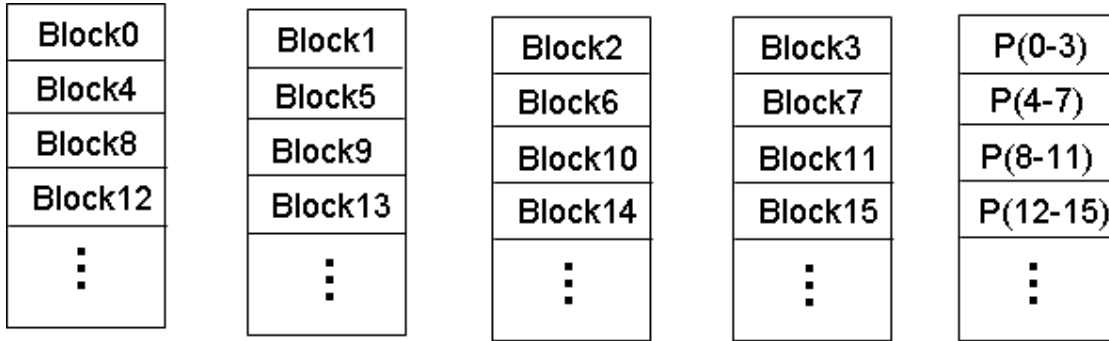 Block0 Block1 Block2 Block3 P(0-3)
Block4 Block5 Block6 Block7 P(4-7)
Block8 Block9 Block10 Block11 P(8-11)
Block12 Block13 Block14 Block15 P(12-15)
⋮ ⋮ ⋮ ⋮ ⋮